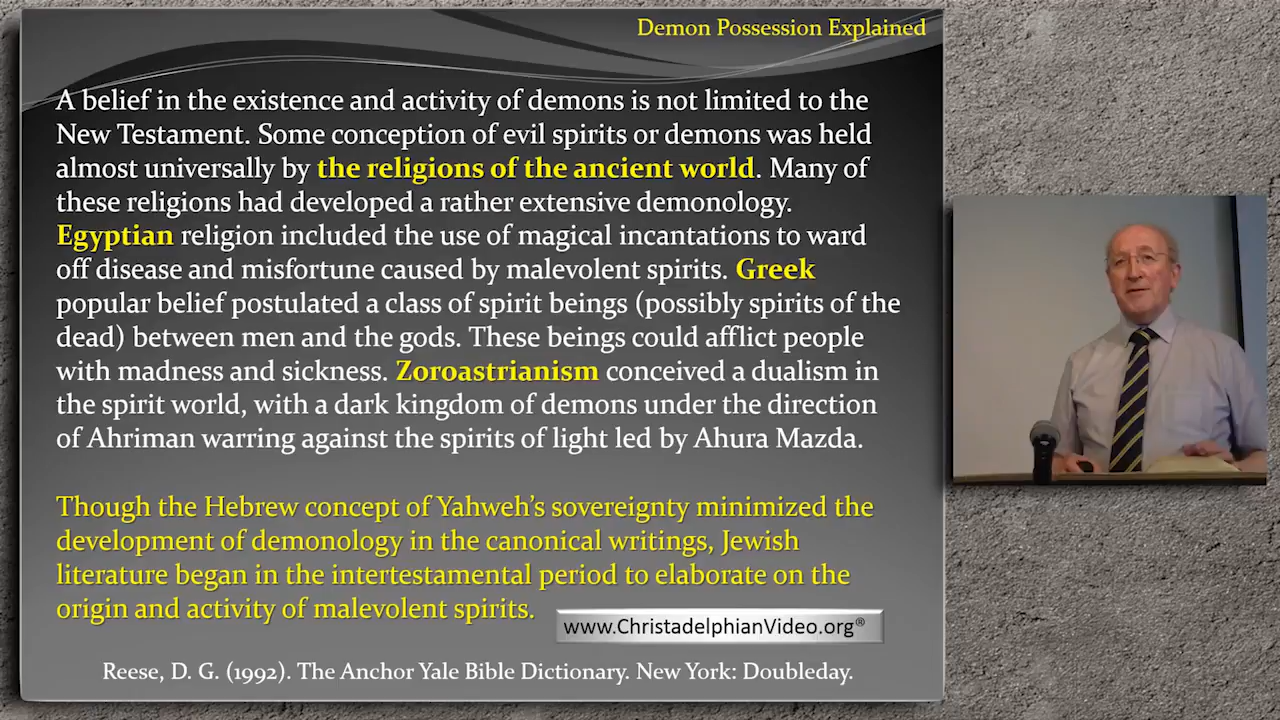 Demon Possession Explained
A belief in the existence and activity of demons is not limited to the
New Testament. Some conception of evil spirits or demons was held
almost universally by the religions of the ancient world. Many of
these religions had developed a rather extensive demonology.
Egyptian religion included the use of magical incantations to ward
off disease and misfortune caused by malevolent spirits. Greek
popular belief postulated a class of spirit beings (possibly spirits of the
dead) between men and the gods. These beings could afflict people
with madness and sickness. Zoroastrianism conceived a dualism in
the spirit world, with a dark kingdom of demons under the direction
of Ahriman warring against the spirits of light led by Ahura Mazda.
Though the Hebrew concept of Yahweh's sovereignty minimized the
development of demonology in the canonical writings, Jewish
literature began in the intertestamental period to elaborate on the
origin and activity of malevolent spirits.
www.ChristadelphianVideo.org®
Reese, D. G. (1992). The Anchor Yale Bible Dictionary. New York: Doubleday.